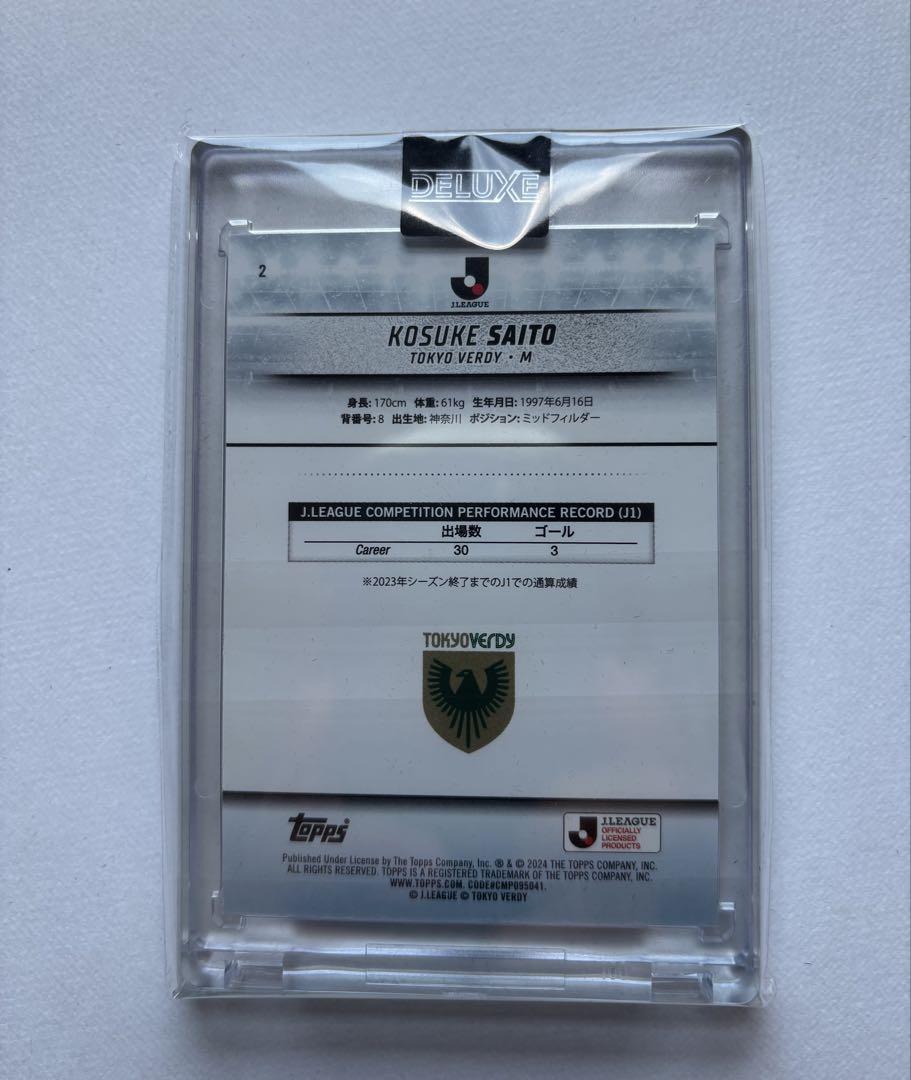 DELUXE
2
J.LEAGUE
KOSUKE SAITO
TOKYO VERDY・M
身長: 170cm 体重: 61kg 生年月日: 1997年6月16日
背番号: 8 出生地: 神奈川 ポジション: ミッドフィルダー
J.LEAGUE COMPETITION PERFORMANCE RECORD (J1)
出場数 ゴール
Career 30 3
※2023年シーズン終了までのJ1での通算成績
TOKYO VERDY
topps®
J.LEAGUE
OFFICIALLY
LICENSED
PRODUCTS
Published Under License by The Topps Company, Inc. ® & © 2024 THE TOPPS COMPANY, INC.
ALL RIGHTS RESERVED. TOPPS IS A REGISTERED TRADEMARK OF THE TOPPS COMPANY, INC.
WWW.TOPPS.COM. CODE#CMP095041.
© J.LEAGUE © TOKYO VERDY